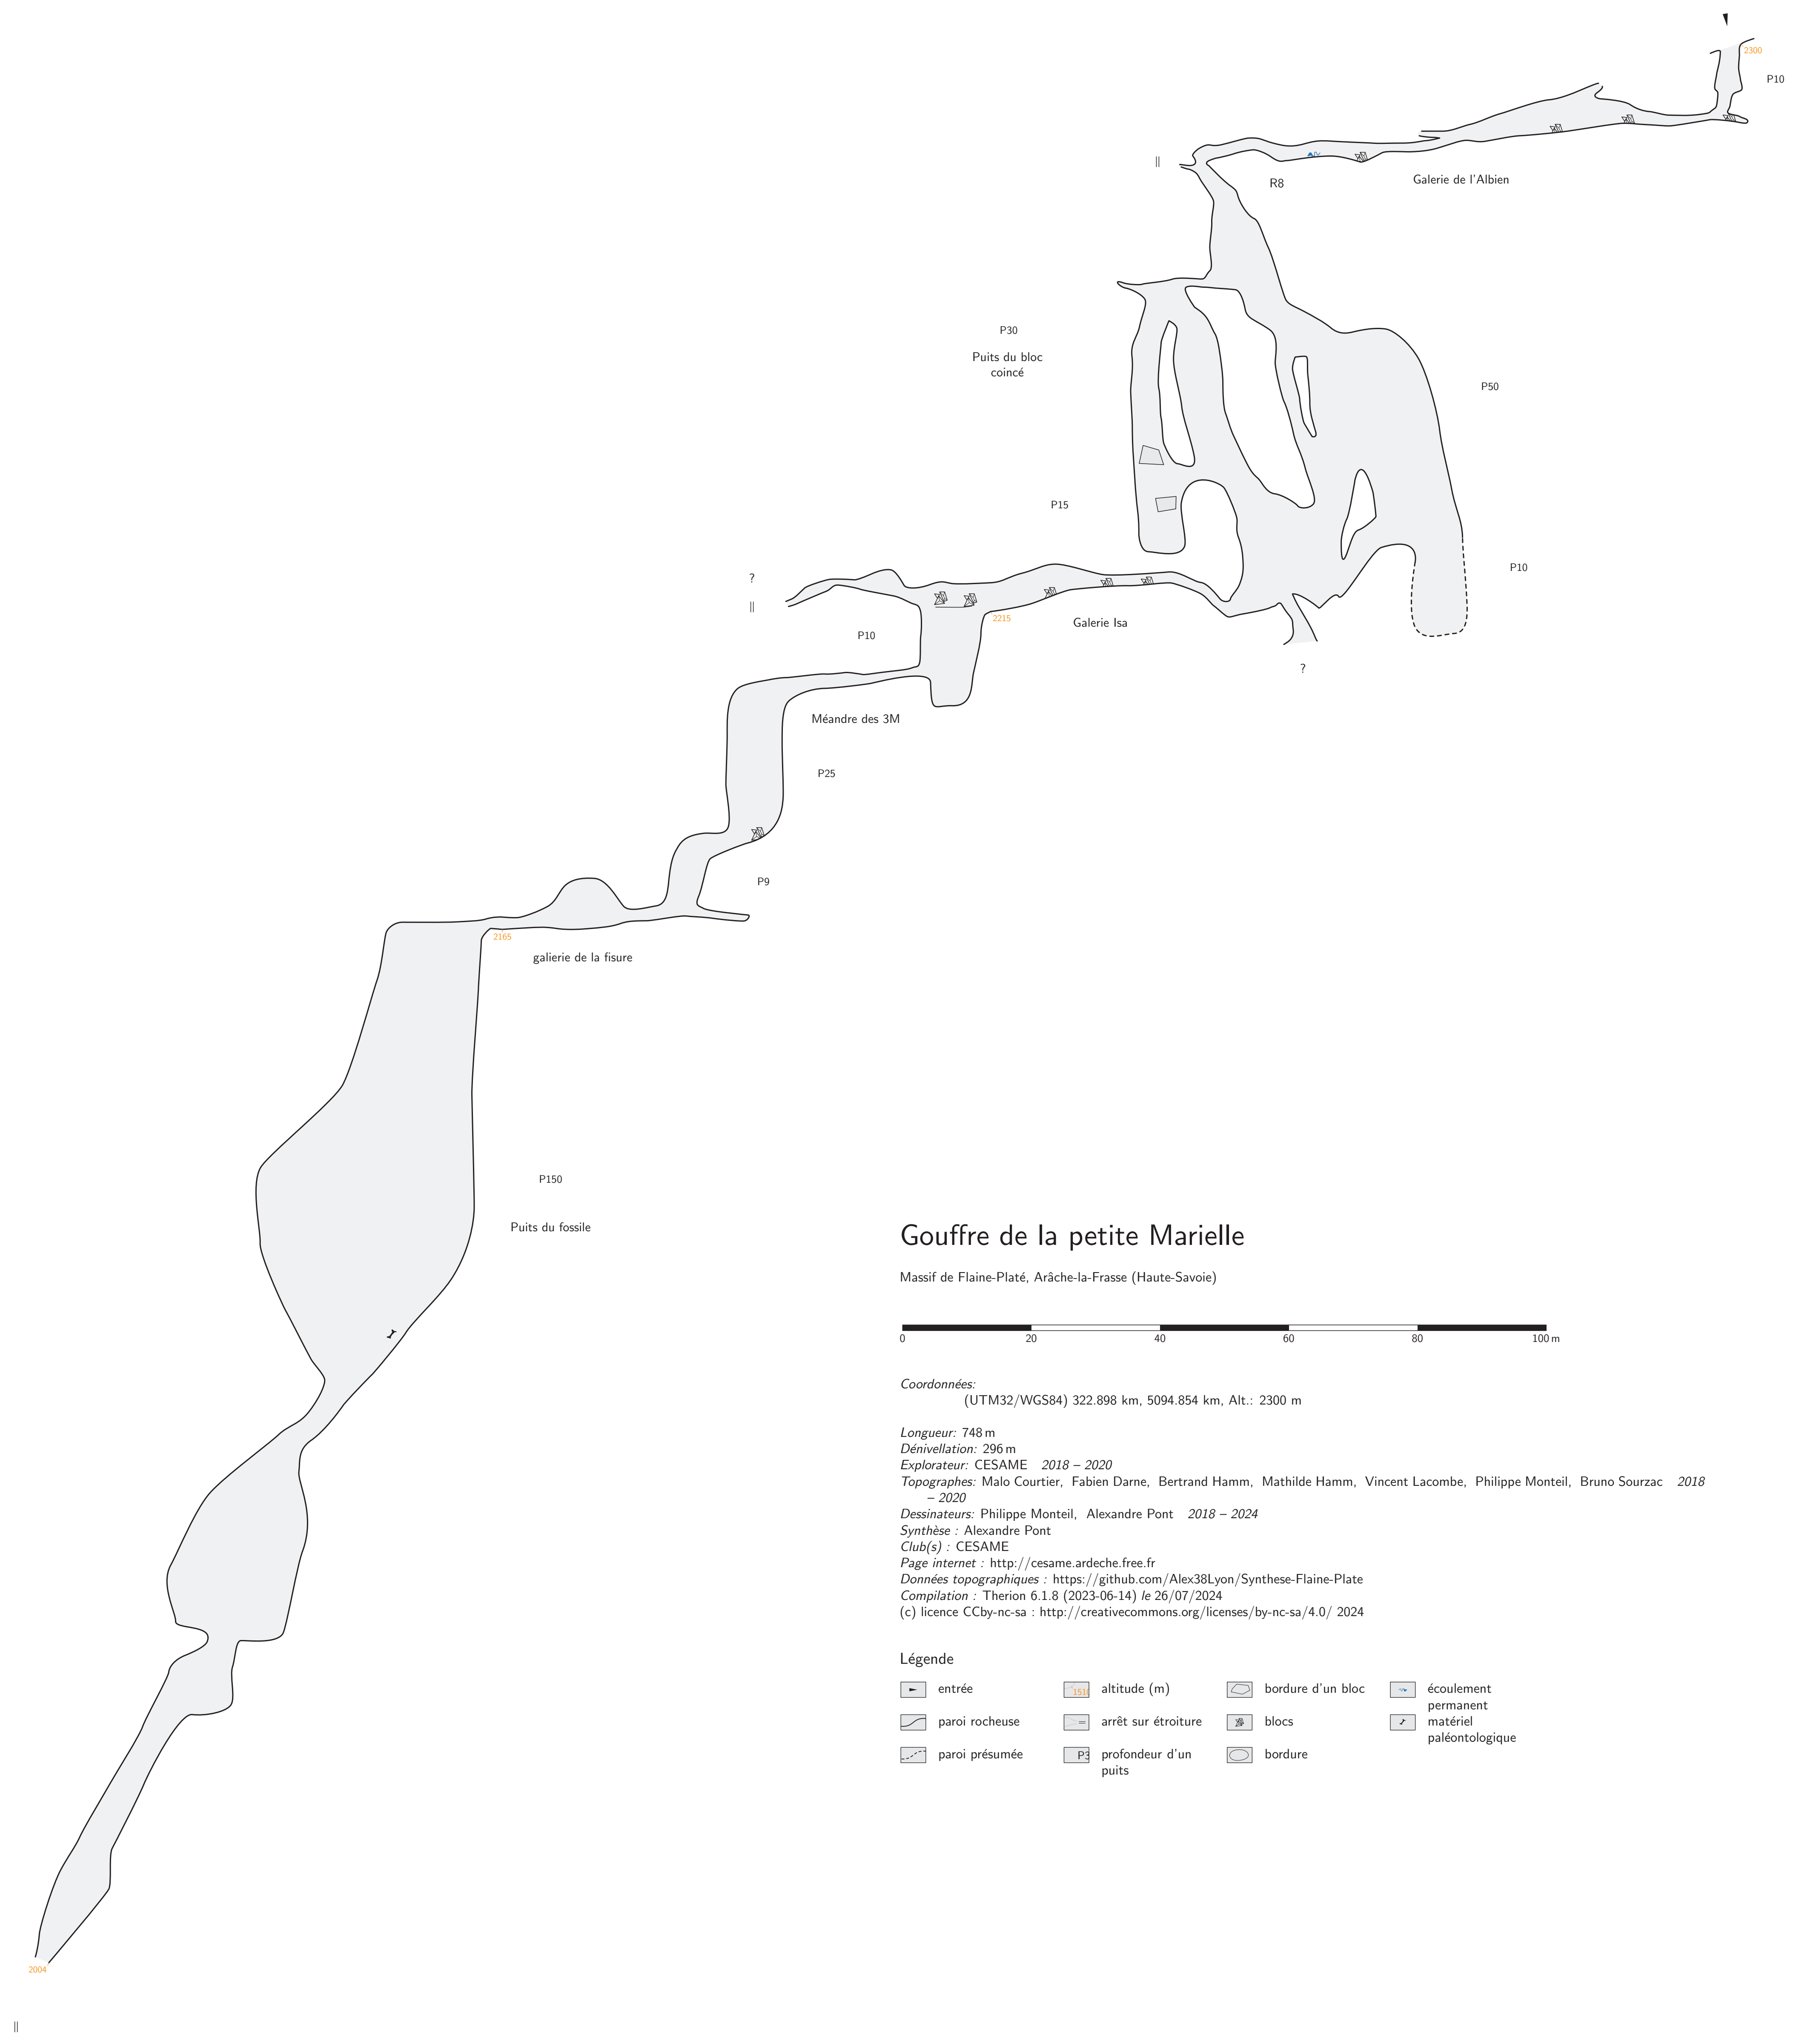 2300
P10
||
R8
Galerie de l'Albien
P30
Puits du bloc
coincé
P50
P15
?
||
2215
Galerie Isa
P10
P10
?
Méandre des 3M
P25
P9
2165
galierie de la fisure
P150
Puits du fossile
Gouffre de la petite Marielle
Massif de Flaine-Platé, Arâche-la-Frasse (Haute-Savoie)
0 20 40 60 80 100 m
Coordonnées:
(UTM32/WGS84) 322.898 km, 5094.854 km, Alt.: 2300 m
Longueur: 748 m
Dénivellation: 296 m
Explorateur: CESAME 2018 – 2020
Topographes: Malo Courtier, Fabien Darne, Bertrand Hamm, Mathilde Hamm, Vincent Lacombe, Philippe Monteil, Bruno Sourzac 2018
– 2020
Dessinateurs: Philippe Monteil, Alexandre Pont 2018 – 2024
Synthèse : Alexandre Pont
Club(s) : CESAME
Page internet : http://cesame.ardeche.free.fr
Données topographiques : https://github.com/Alex38Lyon/Synthese-Flaine-Plate
Compilation : Therion 6.1.8 (2023-06-14) le 26/07/2024
(c) licence CCby-nc-sa : http://creativecommons.org/licenses/by-nc-sa/4.0/ 2024
Légende
entrée
paroi rocheuse
paroi présumée
1510 altitude (m)
arrêt sur étroiture
P3 profondeur d'un
puits
bordure d'un bloc
blocs
bordure
écoulement
permanent
matériel
paléontologique
2004
||